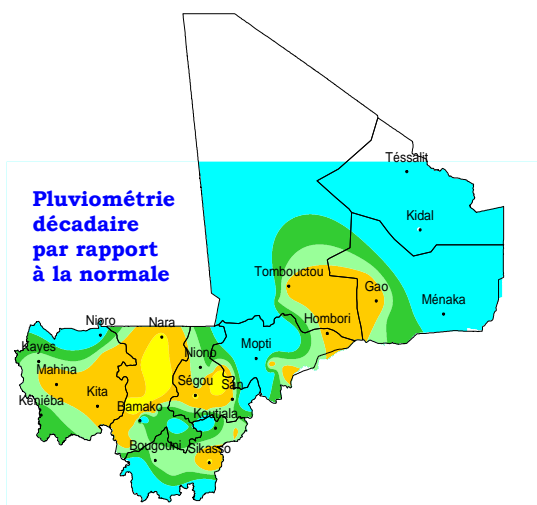 Téssalit
Pluviométrie
décadaire
par rapport
à la normale
Kidal
Tombouctou
Gao
Ménaka
Hombori
Nioro
Nara
Kayes
Niono
Mopti
Mahina
Kita
Ségou
San
Kéniéba
Bamako
Koutiala
Bougouni
Sikasso